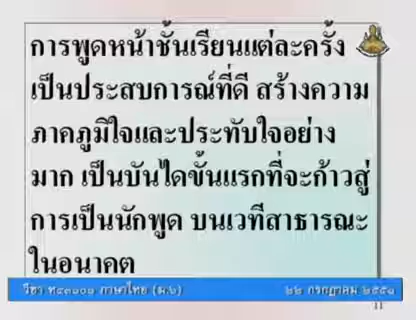 การพูดหน้าชั้นเรียนแต่ละครั้ง
เป็นประสบการณ์ที่ดี สร้างความ
ภาคภูมิใจและประทับใจอย่าง
มาก เป็นบันไดขั้นแรกที่จะก้าวสู่
การเป็นนักพูด บนเวทีสาธารณะ
ในอนาคต
วิชา ท๔๓๑๐๑ ภาษาไทย (ม.๖) ๒๒ กรกฎาคม ๒๕๕๑
11